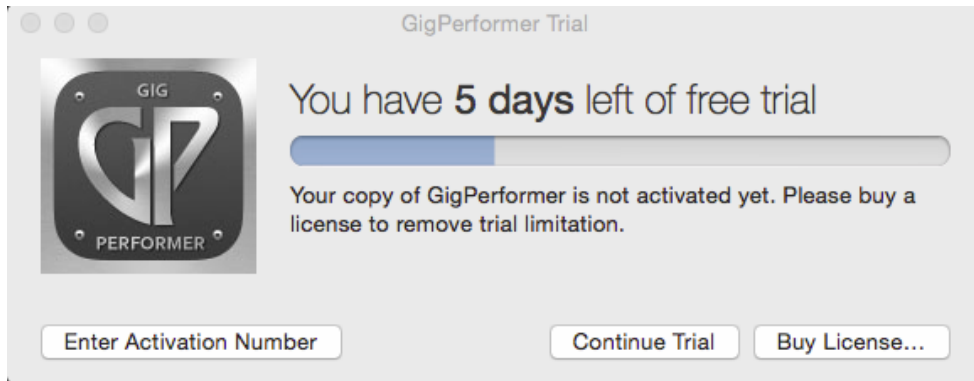 GigPerformer Trial
GIG
GP
PERFORMER
You have 5 days left of free trial
Your copy of GigPerformer is not activated yet. Please buy a
license to remove trial limitation.
Enter Activation Number
Continue Trial
Buy License...